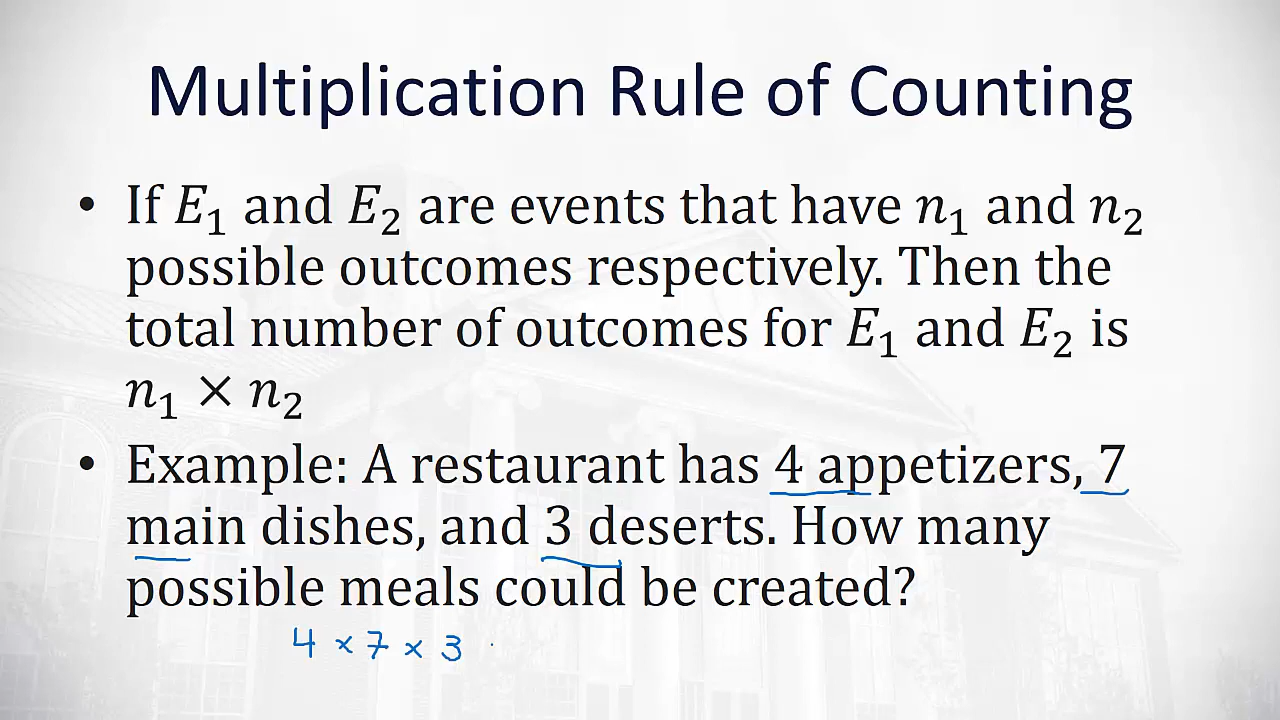 Multiplication Rule of Counting
• If E₁ and E₂ are events that have n₁ and n₂
possible outcomes respectively. Then the
total number of outcomes for E₁ and E₂ is
n₁ × n₂
• Example: A restaurant has 4 appetizers, 7
main dishes, and 3 deserts. How many
possible meals could be created?
4 × 7 × 3